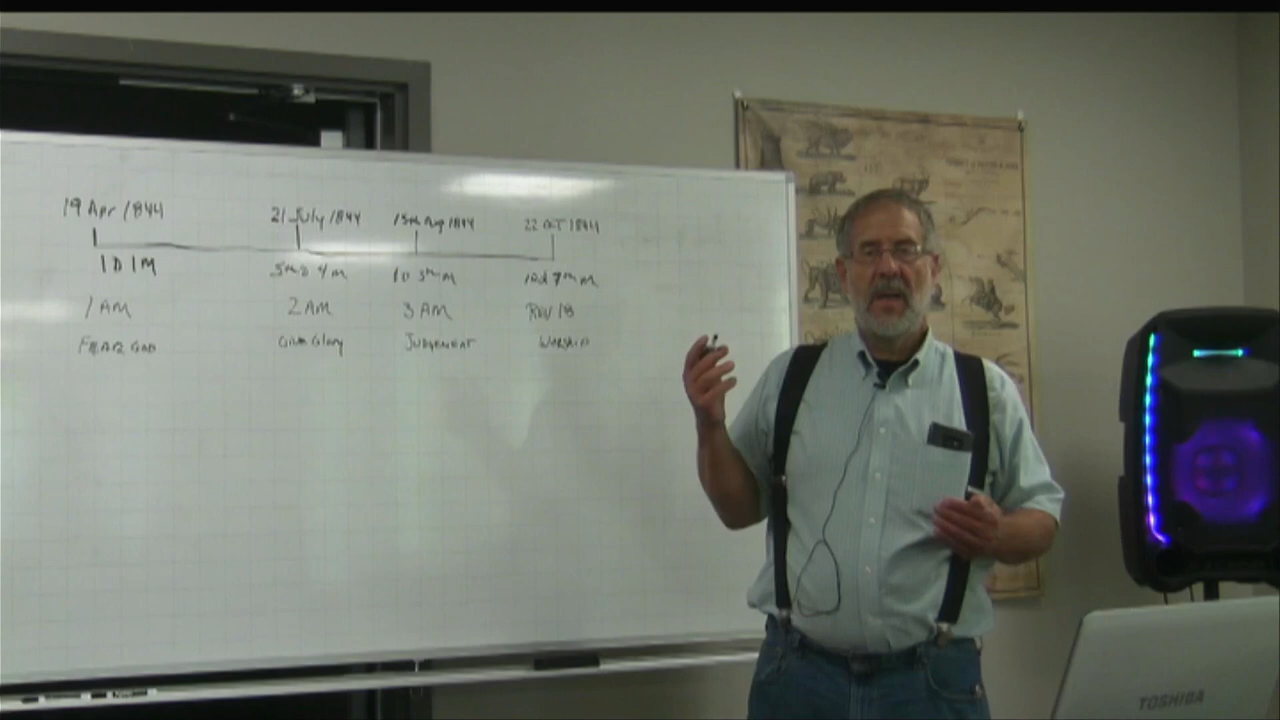 19 Apr 1844 21 July 1844 15th Aug 1844 22 OCT 1844
1D 1M 5th D 4M 1D 5th M 10d 7th M
1 AM 2 AM 3 AM REV 18
FEAR GOD Give Glory JUDGEMENT WORSHIP
TOSHIBA